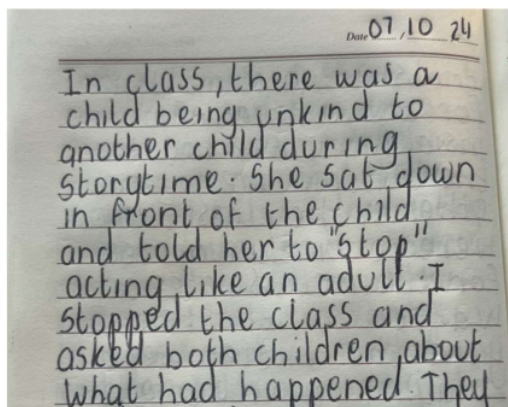 Date 07, 10 24
In class, there was a
child being unkind to
another child during
storytime. She sat down
in front of the child
and told her to "stop"
acting like an adult. I
stopped the class and
asked both children about
what had happened. They